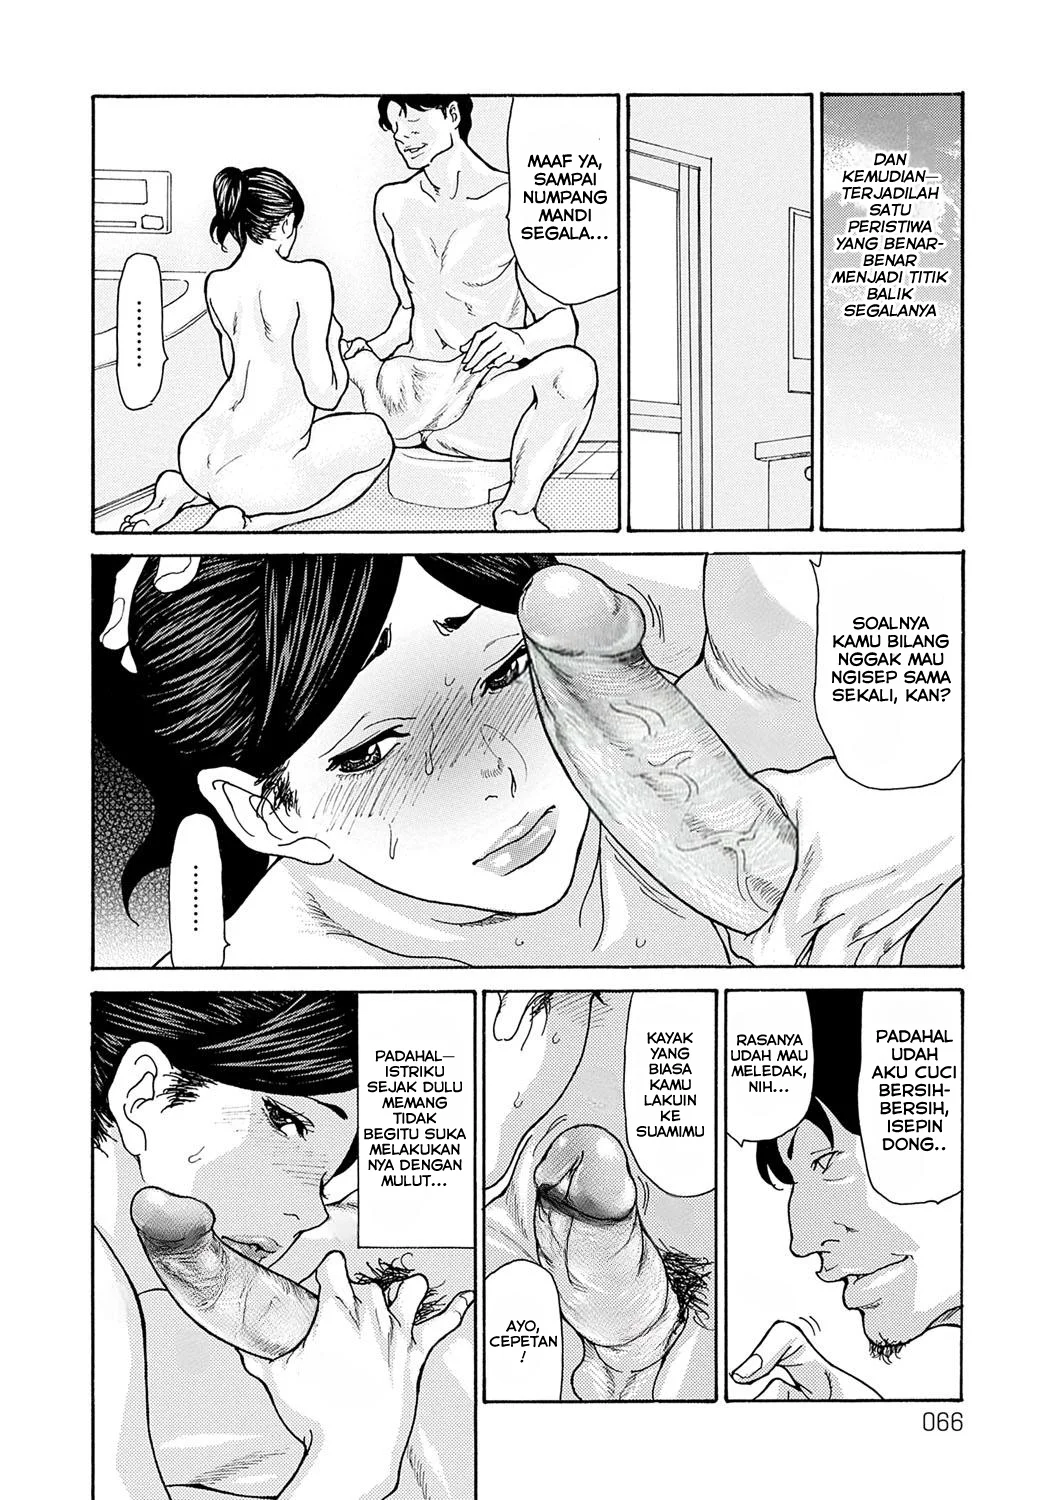 DAN
KEMUDIAN—
TERJADILAH
SATU
PERISTIWA
YANG BENAR-
BENAR
MENJADI TITIK
BALIK
SEGALANYA
MAAF YA,
SAMPAI
NUMPANG
MANDI
SEGALA...
.........
SOALNYA
KAMU BILANG
NGGAK MAU
NGISEP SAMA
SEKALI, KAN?
.........
PADAHAL
UDAH
AKU CUCI
BERSIH-
BERSIH,
ISEPIN
DONG..
RASANYA
UDAH MAU
MELEDAK,
NIH...
KAYAK
YANG
BIASA
KAMU
LAKUIN
KE
SUAMIMU
AYO,
CEPETAN
!
PADAHAL—
ISTRIKU
SEJAK DULU
MEMANG
TIDAK
BEGITU SUKA
MELAKUKAN
NYA DENGAN
MULUT...
066